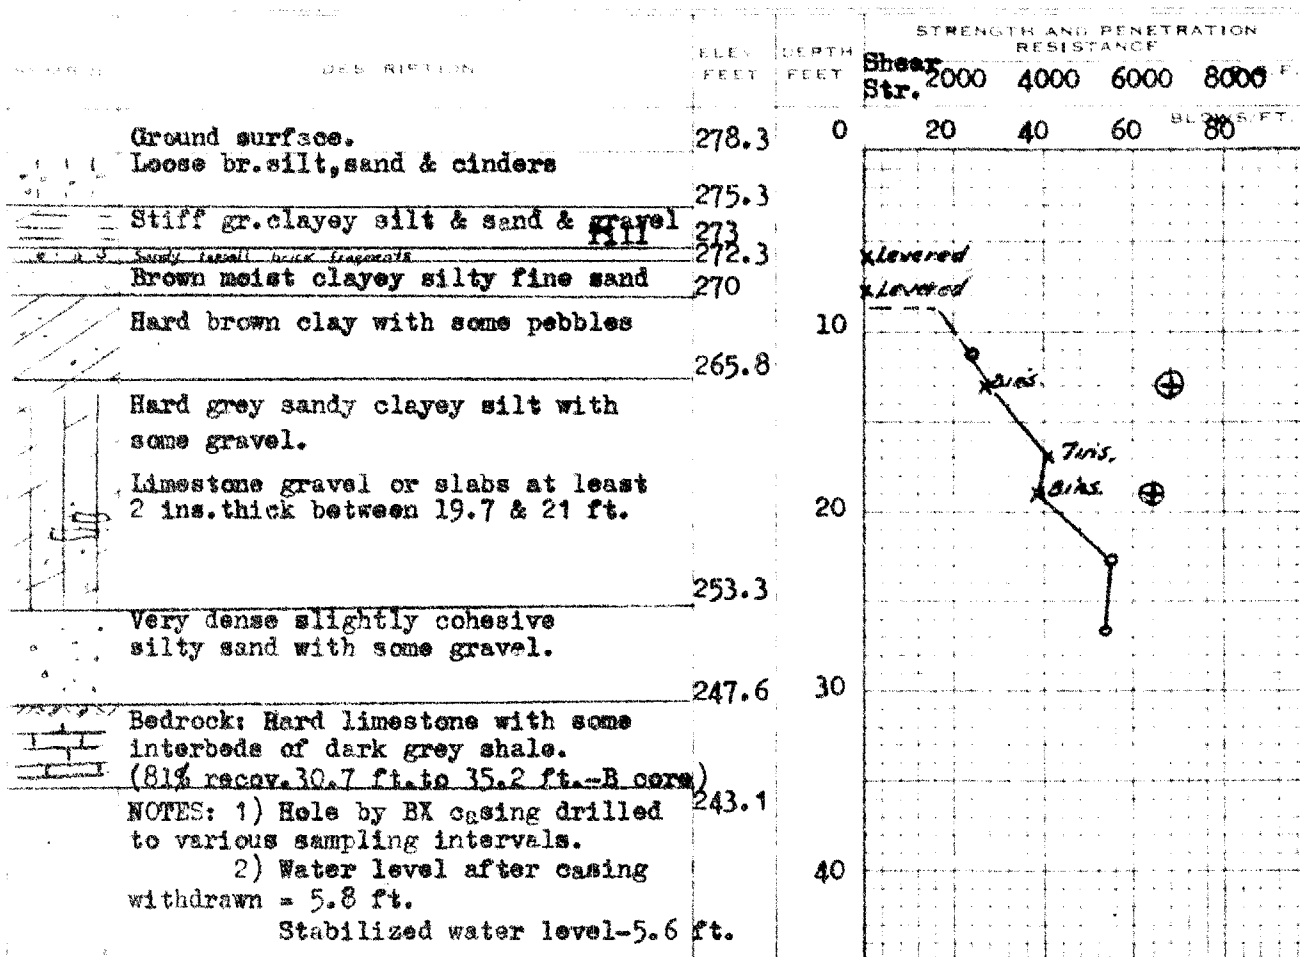 DESCRIPTION
ELEV
FEET
DEPTH
FEET
STRENGTH AND PENETRATION
RESISTANCE
Shear
Str.
2000 4000 6000 8000
BLOWS/FT.
0 20 40 60 80
Ground surface. 278.3
Loose br.silt,sand & cinders
275.3
Stiff gr.clayey silt & sand & gravel
Fill 273
Sandy brick fragments 272.3
Brown moist clayey silty fine sand 270
Hard brown clay with some pebbles
265.8
Hard grey sandy clayey silt with
some gravel.
Limestone gravel or slabs at least
2 ins.thick between 19.7 & 21 ft.
253.3
Very dense slightly cohesive
silty sand with some gravel.
247.6
Bedrock: Hard limestone with some
interbeds of dark grey shale.
(81% recov.30.7 ft.to 35.2 ft.-B core)
243.1
NOTES: 1) Hole by BX casing drilled
to various sampling intervals.
2) Water level after casing
withdrawn = 5.8 ft.
Stabilized water level-5.6 ft.
10
20
30
40
Levered
Levered
7ins.
8ins.